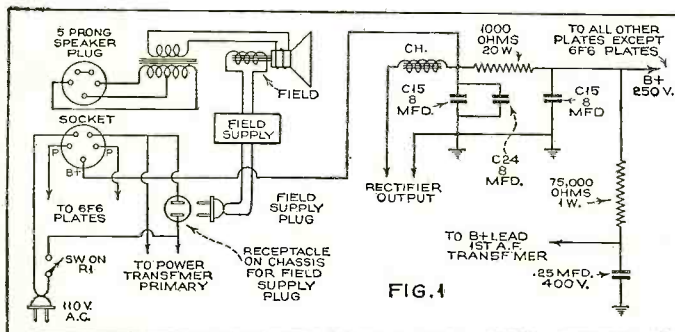 5 PRONG
SPEAKER
PLUG
FIELD
FIELD
SUPPLY
SOCKET
P
P
B+
TO 6F6
PLATES
SW ON
R1
110 V.
A.C.
TO POWER
TRANSFMER
PRIMARY
FIELD
SUPPLY
PLUG
RECEPTACLE
ON CHASSIS
FOR FIELD
SUPPLY
PLUG
CH.
1000
OHMS
20 W.
TO ALL OTHER
PLATES EXCEPT
6F6 PLATES
B+
250 V.
C15
8
MFD.
C24
8
MFD.
C15
8
MFD
RECTIFIER
OUTPUT
75,000
OHMS
1 W.
TO B+ LEAD
1ST A.F.
TRANSFMER
.25 MFD.
400 V.
FIG. 1